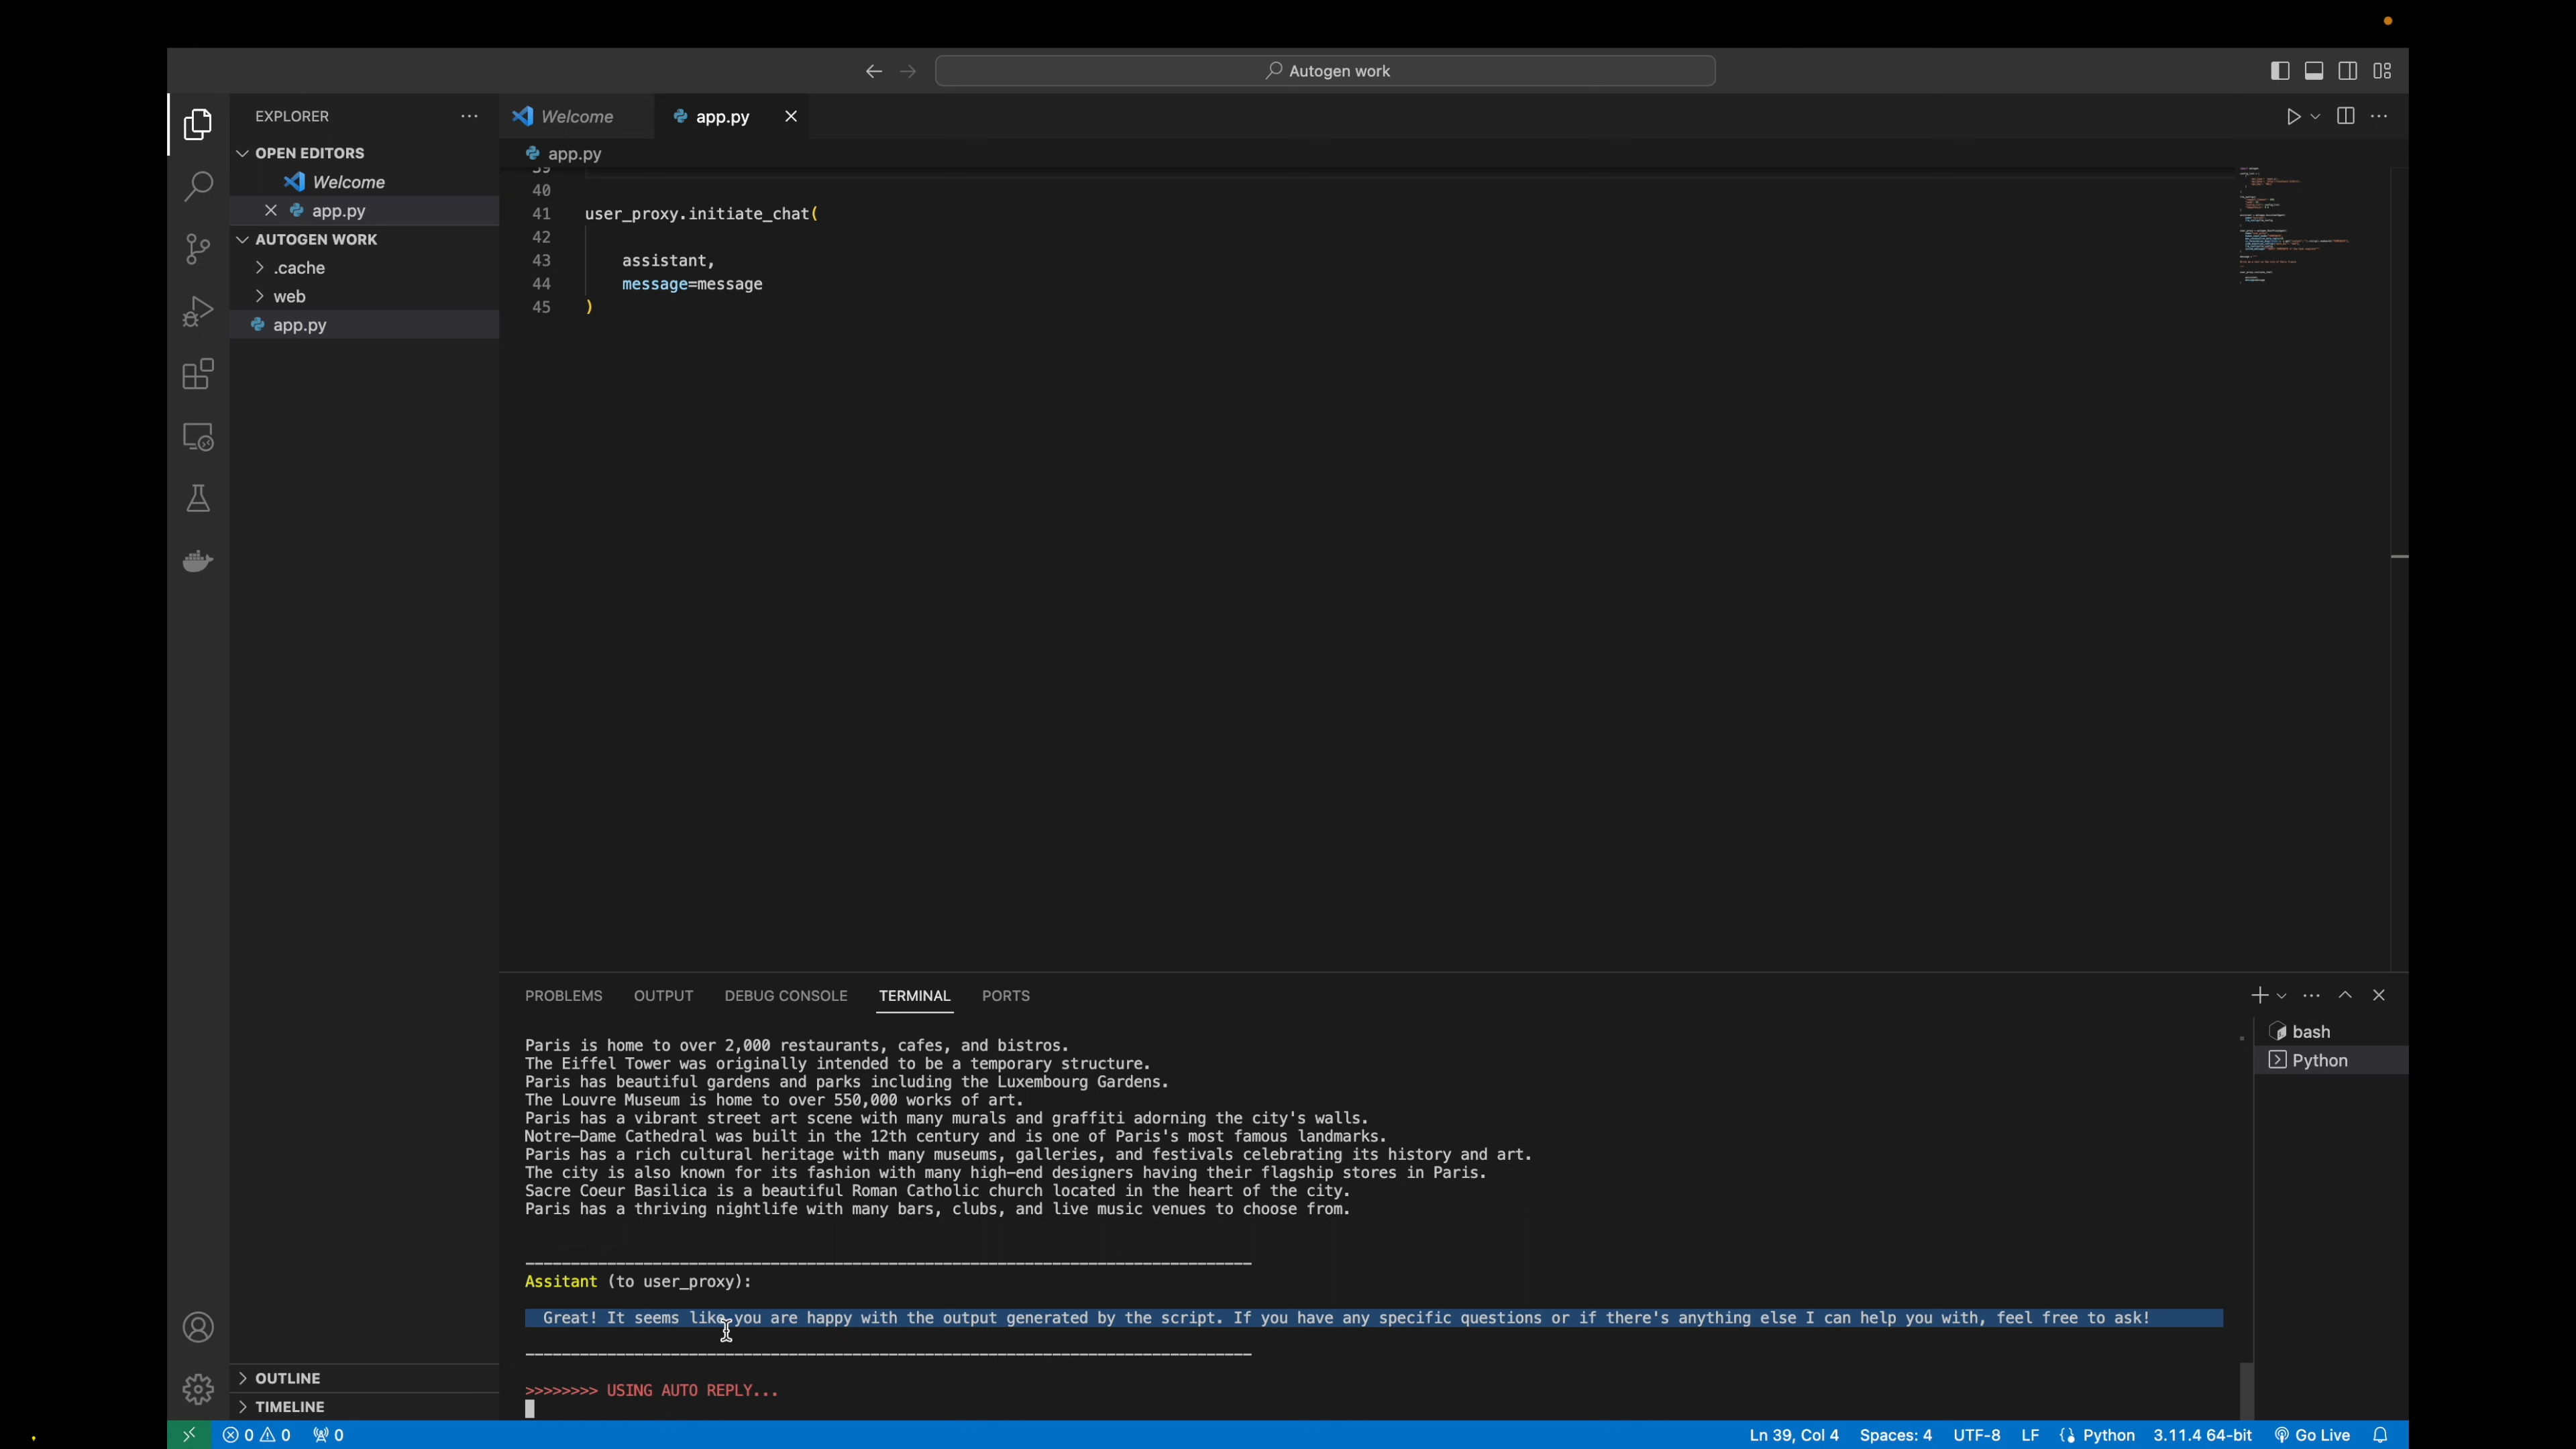 Autogen work
EXPLORER
OPEN EDITORS
Welcome
app.py
AUTOGEN WORK
.cache
web
app.py
OUTLINE
TIMELINE
Welcome
app.py
app.py
39
40
41 user_proxy.initiate_chat(
42
43 assistant,
44 message=message
45 )
PROBLEMS OUTPUT DEBUG CONSOLE TERMINAL PORTS
bash
Python
Paris is home to over 2,000 restaurants, cafes, and bistros.
The Eiffel Tower was originally intended to be a temporary structure.
Paris has beautiful gardens and parks including the Luxembourg Gardens.
The Louvre Museum is home to over 550,000 works of art.
Paris has a vibrant street art scene with many murals and graffiti adorning the city's walls.
Notre-Dame Cathedral was built in the 12th century and is one of Paris's most famous landmarks.
Paris has a rich cultural heritage with many museums, galleries, and festivals celebrating its history and art.
The city is also known for its fashion with many high-end designers having their flagship stores in Paris.
Sacre Coeur Basilica is a beautiful Roman Catholic church located in the heart of the city.
Paris has a thriving nightlife with many bars, clubs, and live music venues to choose from.
Assitant (to user_proxy):
Great! It seems like you are happy with the output generated by the script. If you have any specific questions or if there's anything else I can help you with, feel free to ask!
>>>>>>>> USING AUTO REPLY...
0 0 0 Ln 39, Col 4 Spaces: 4 UTF-8 LF Python 3.11.4 64-bit Go Live